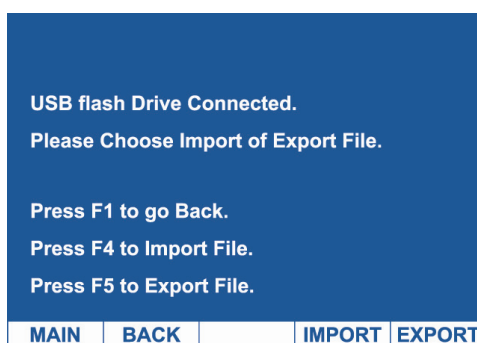 USB flash Drive Connected.
Please Choose Import of Export File.
Press F1 to go Back.
Press F4 to Import File.
Press F5 to Export File.
MAIN BACK IMPORT EXPORT